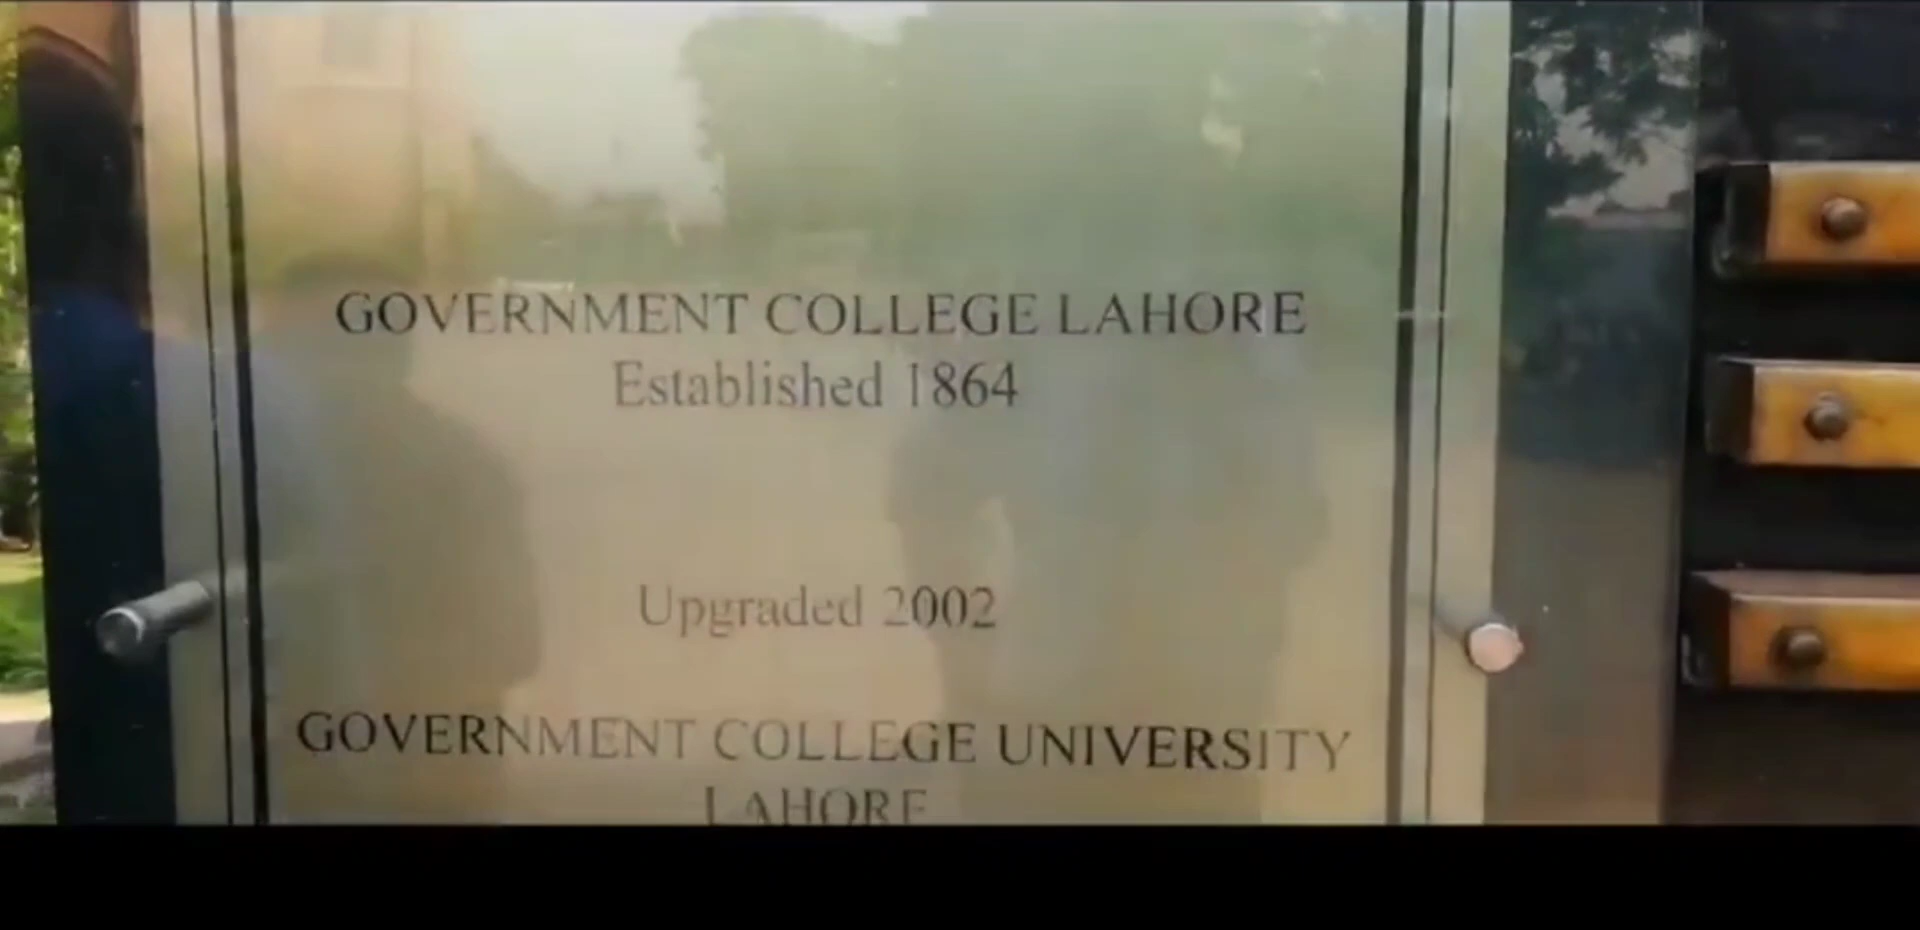 GOVERNMENT COLLEGE LAHORE
Established 1864
Upgraded 2002
GOVERNMENT COLLEGE UNIVERSITY
LAHORE